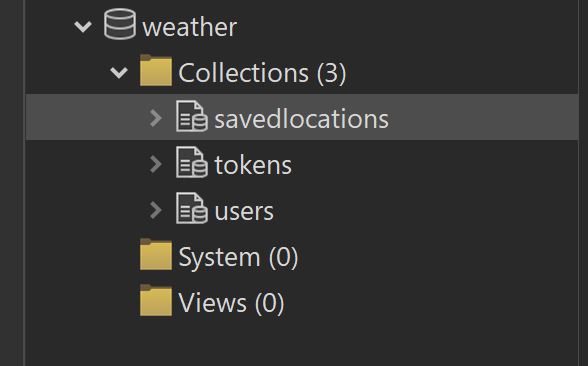 weather
Collections (3)
savedlocations
tokens
users
System (0)
Views (0)